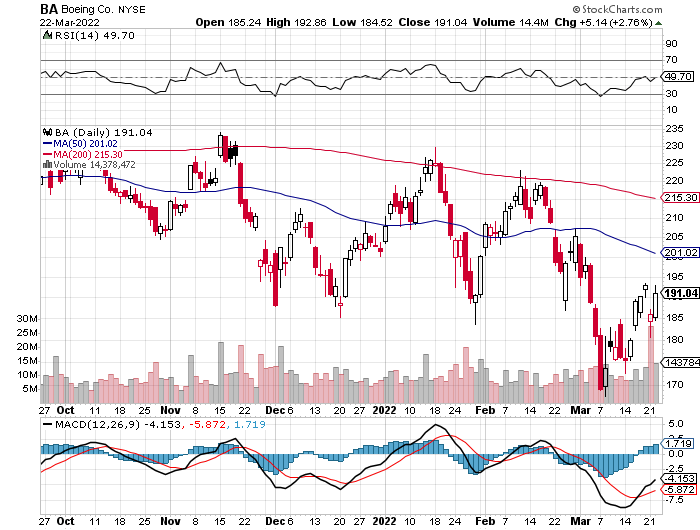 BA Boeing Co. NYSE © StockCharts.com
22-Mar-2022 Open 185.24 High 192.86 Low 184.52 Close 191.04 Volume 14.4M Chg +5.14 (+2.76%)
RSI(14) 49.70
90
70
49.70
30
10
BA (Daily) 191.04
MA(50) 201.02
MA(200) 215.30
Volume 14,378,472
235
230
225
220
215.30
210
205
201.02
195
191.04
185
180
175
14378472
170
30M
25M
20M
15M
10M
5M
27 Oct 11 18 25 Nov 8 15 22 Dec 6 13 20 27 2022 10 18 24 Feb 7 14 22 Mar 7 14 21
MACD(12,26,9) -4.153, -5.872, 1.719
5.0
1.719
0.0
-2.5
-4.153
-5.872
-7.5
27 Oct 11 18 25 Nov 8 15 22 Dec 6 13 20 27 2022 10 18 24 Feb 7 14 22 Mar 7 14 21